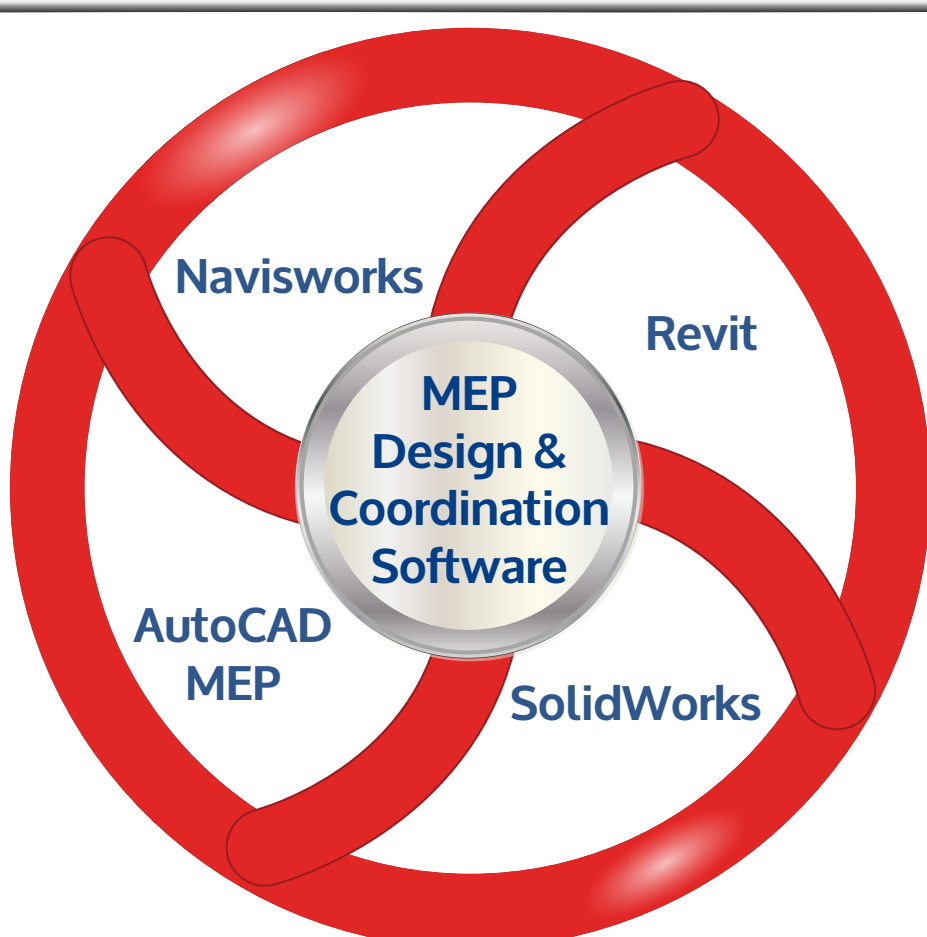 Navisworks
Revit
MEP
Design &
Coordination
Software
AutoCAD
MEP
SolidWorks